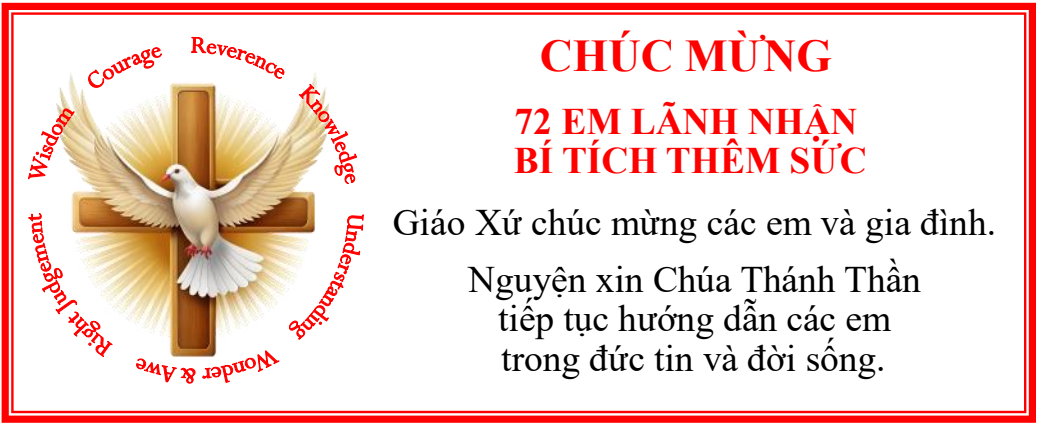 Wisdom
Courage
Reverence
Knowledge
Understanding
Wonder & Awe
Right Judgement
CHÚC MỪNG
72 EM LÃNH NHẬN
BÍ TÍCH THÊM SỨC
Giáo Xứ chúc mừng các em và gia đình.
Nguyện xin Chúa Thánh Thần
tiếp tục hướng dẫn các em
trong đức tin và đời sống.